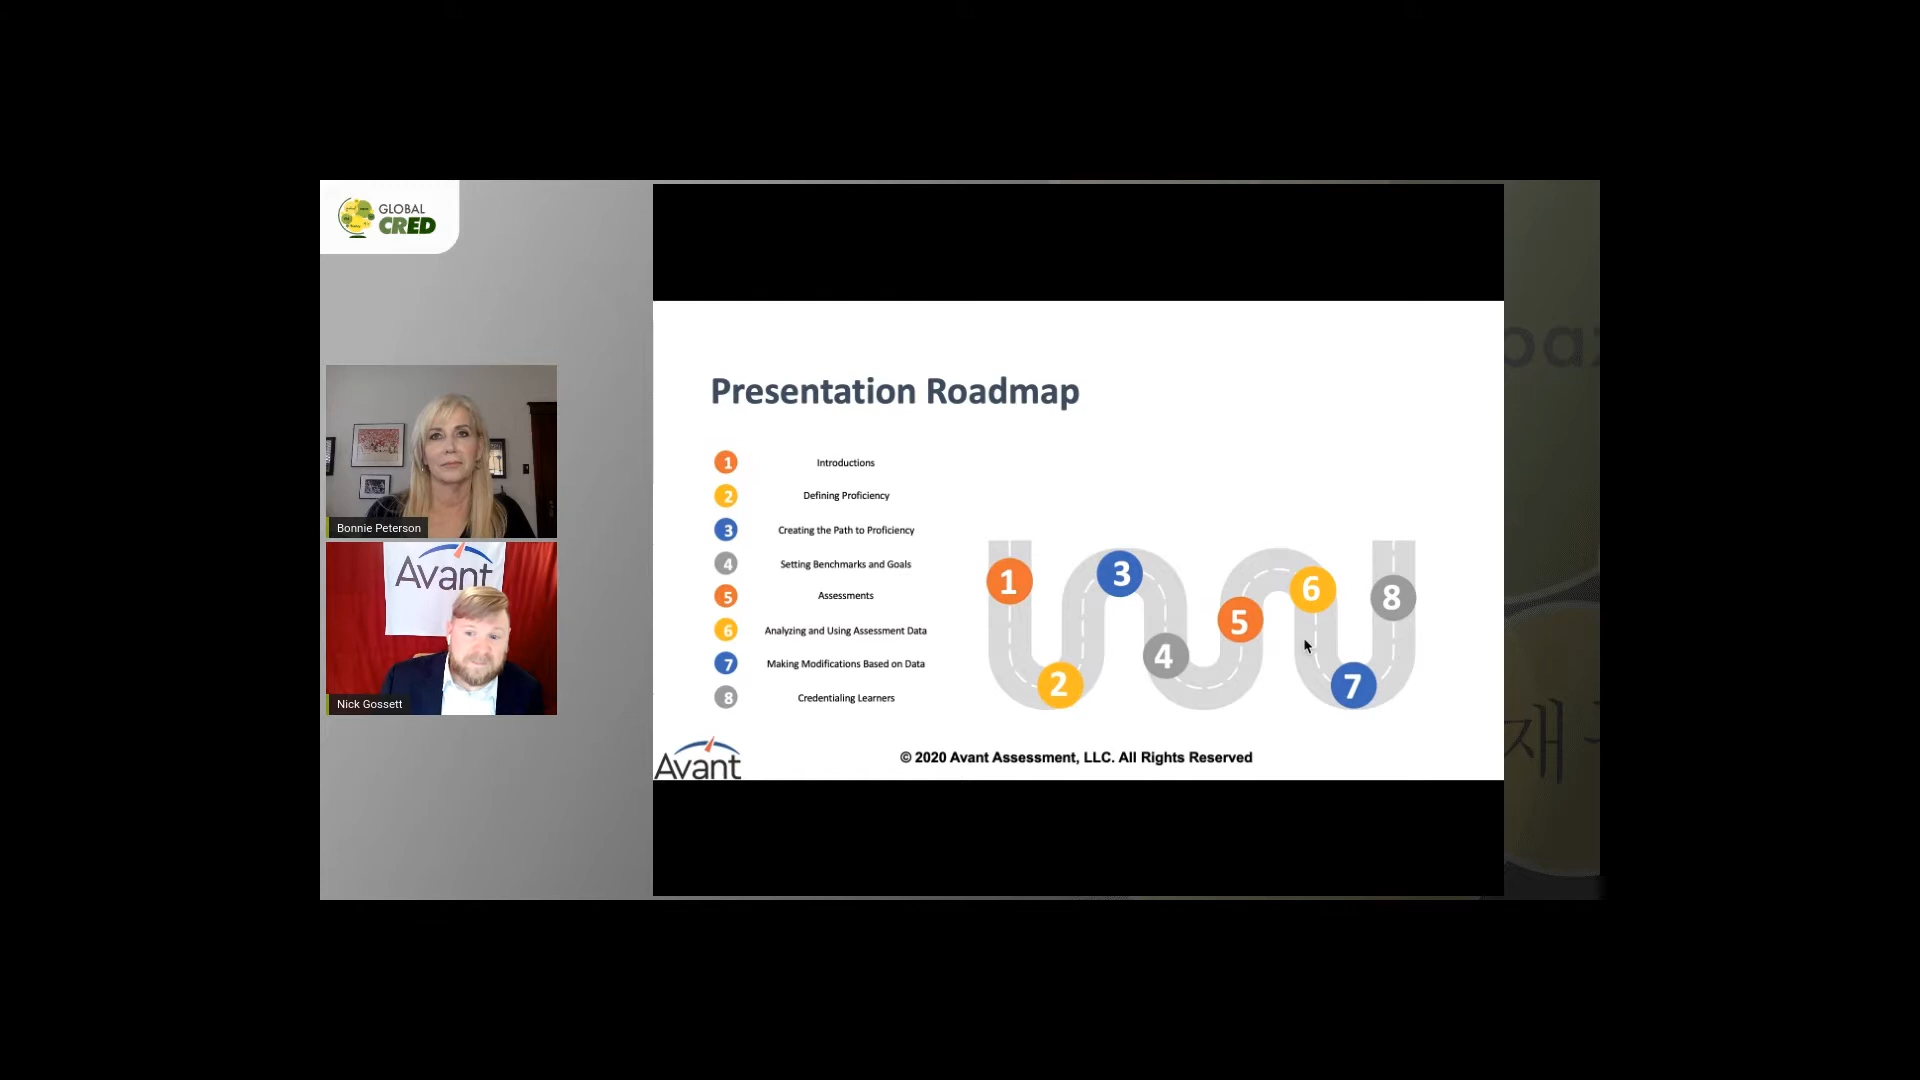 GLOBAL
CRED
Bonnie Peterson
Avant
Nick Gossett
Presentation Roadmap
1 Introductions
2 Defining Proficiency
3 Creating the Path to Proficiency
4 Setting Benchmarks and Goals
5 Assessments
6 Analyzing and Using Assessment Data
7 Making Modifications Based on Data
8 Credentialing Learners
1
2
3
4
5
6
7
8
Avant
© 2020 Avant Assessment, LLC. All Rights Reserved
재